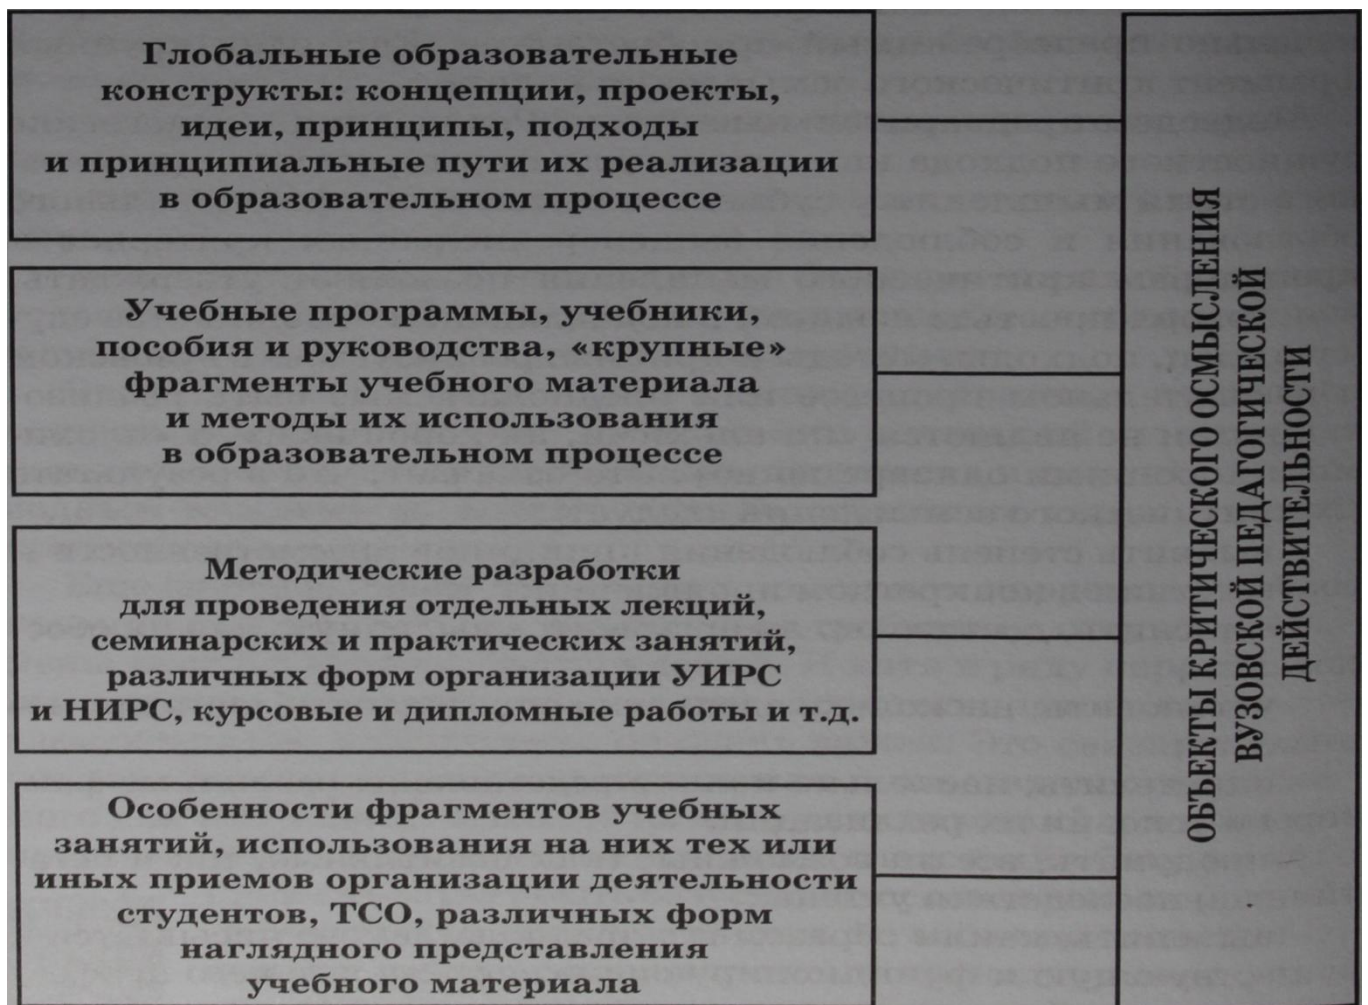 Глобальные образовательные
конструкты: концепции, проекты,
идеи, принципы, подходы
и принципиальные пути их реализации
в образовательном процессе
Учебные программы, учебники,
пособия и руководства, «крупные»
фрагменты учебного материала
и методы их использования
в образовательном процессе
Методические разработки
для проведения отдельных лекций,
семинарских и практических занятий,
различных форм организации УИРС
и НИРС, курсовые и дипломные работы и т.д.
Особенности фрагментов учебных
занятий, использования на них тех или
иных приемов организации деятельности
студентов, ТСО, различных форм
наглядного представления
учебного материала
ОБЪЕКТЫ КРИТИЧЕСКОГО ОСМЫСЛЕНИЯ
ВУЗОВСКОЙ ПЕДАГОГИЧЕСКОЙ
ДЕЙСТВИТЕЛЬНОСТИ